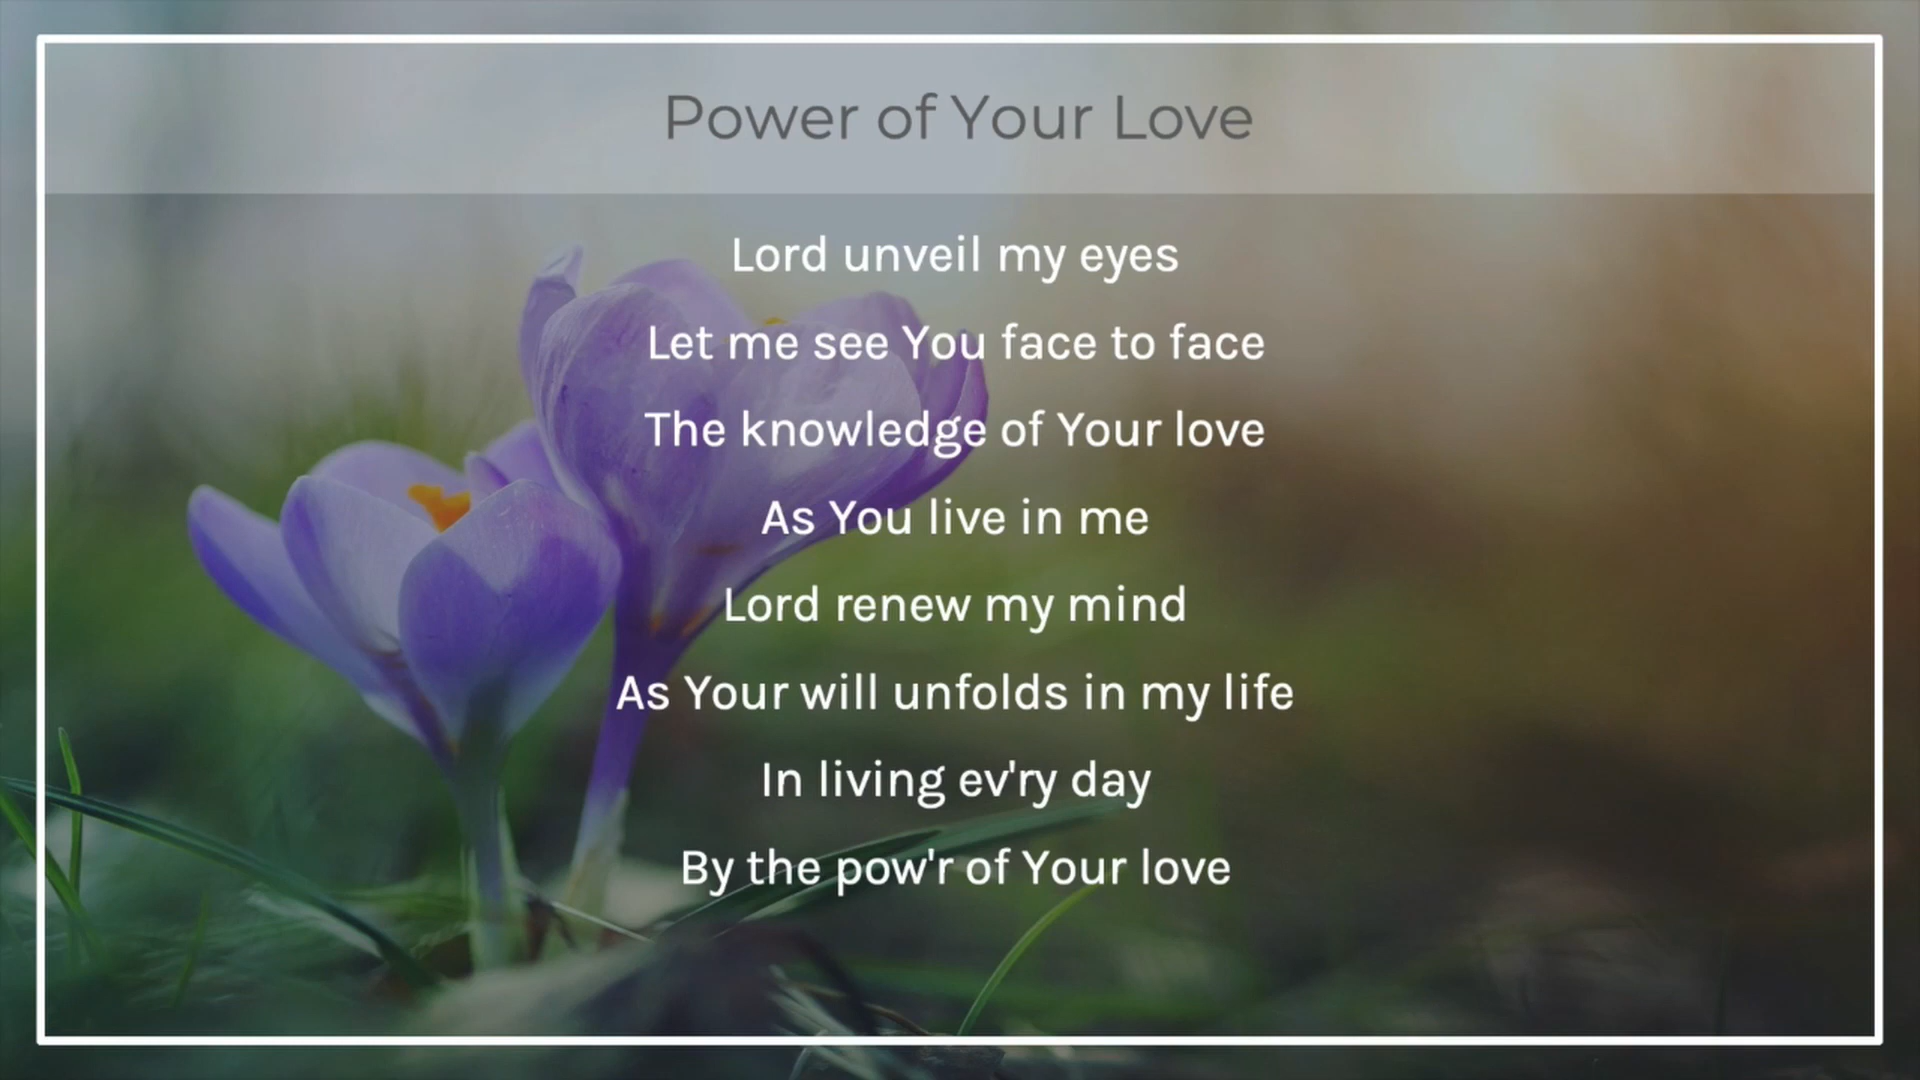 Power of Your Love
Lord unveil my eyes
Let me see You face to face
The knowledge of Your love
As You live in me
Lord renew my mind
As Your will unfolds in my life
In living ev'ry day
By the pow'r of Your love